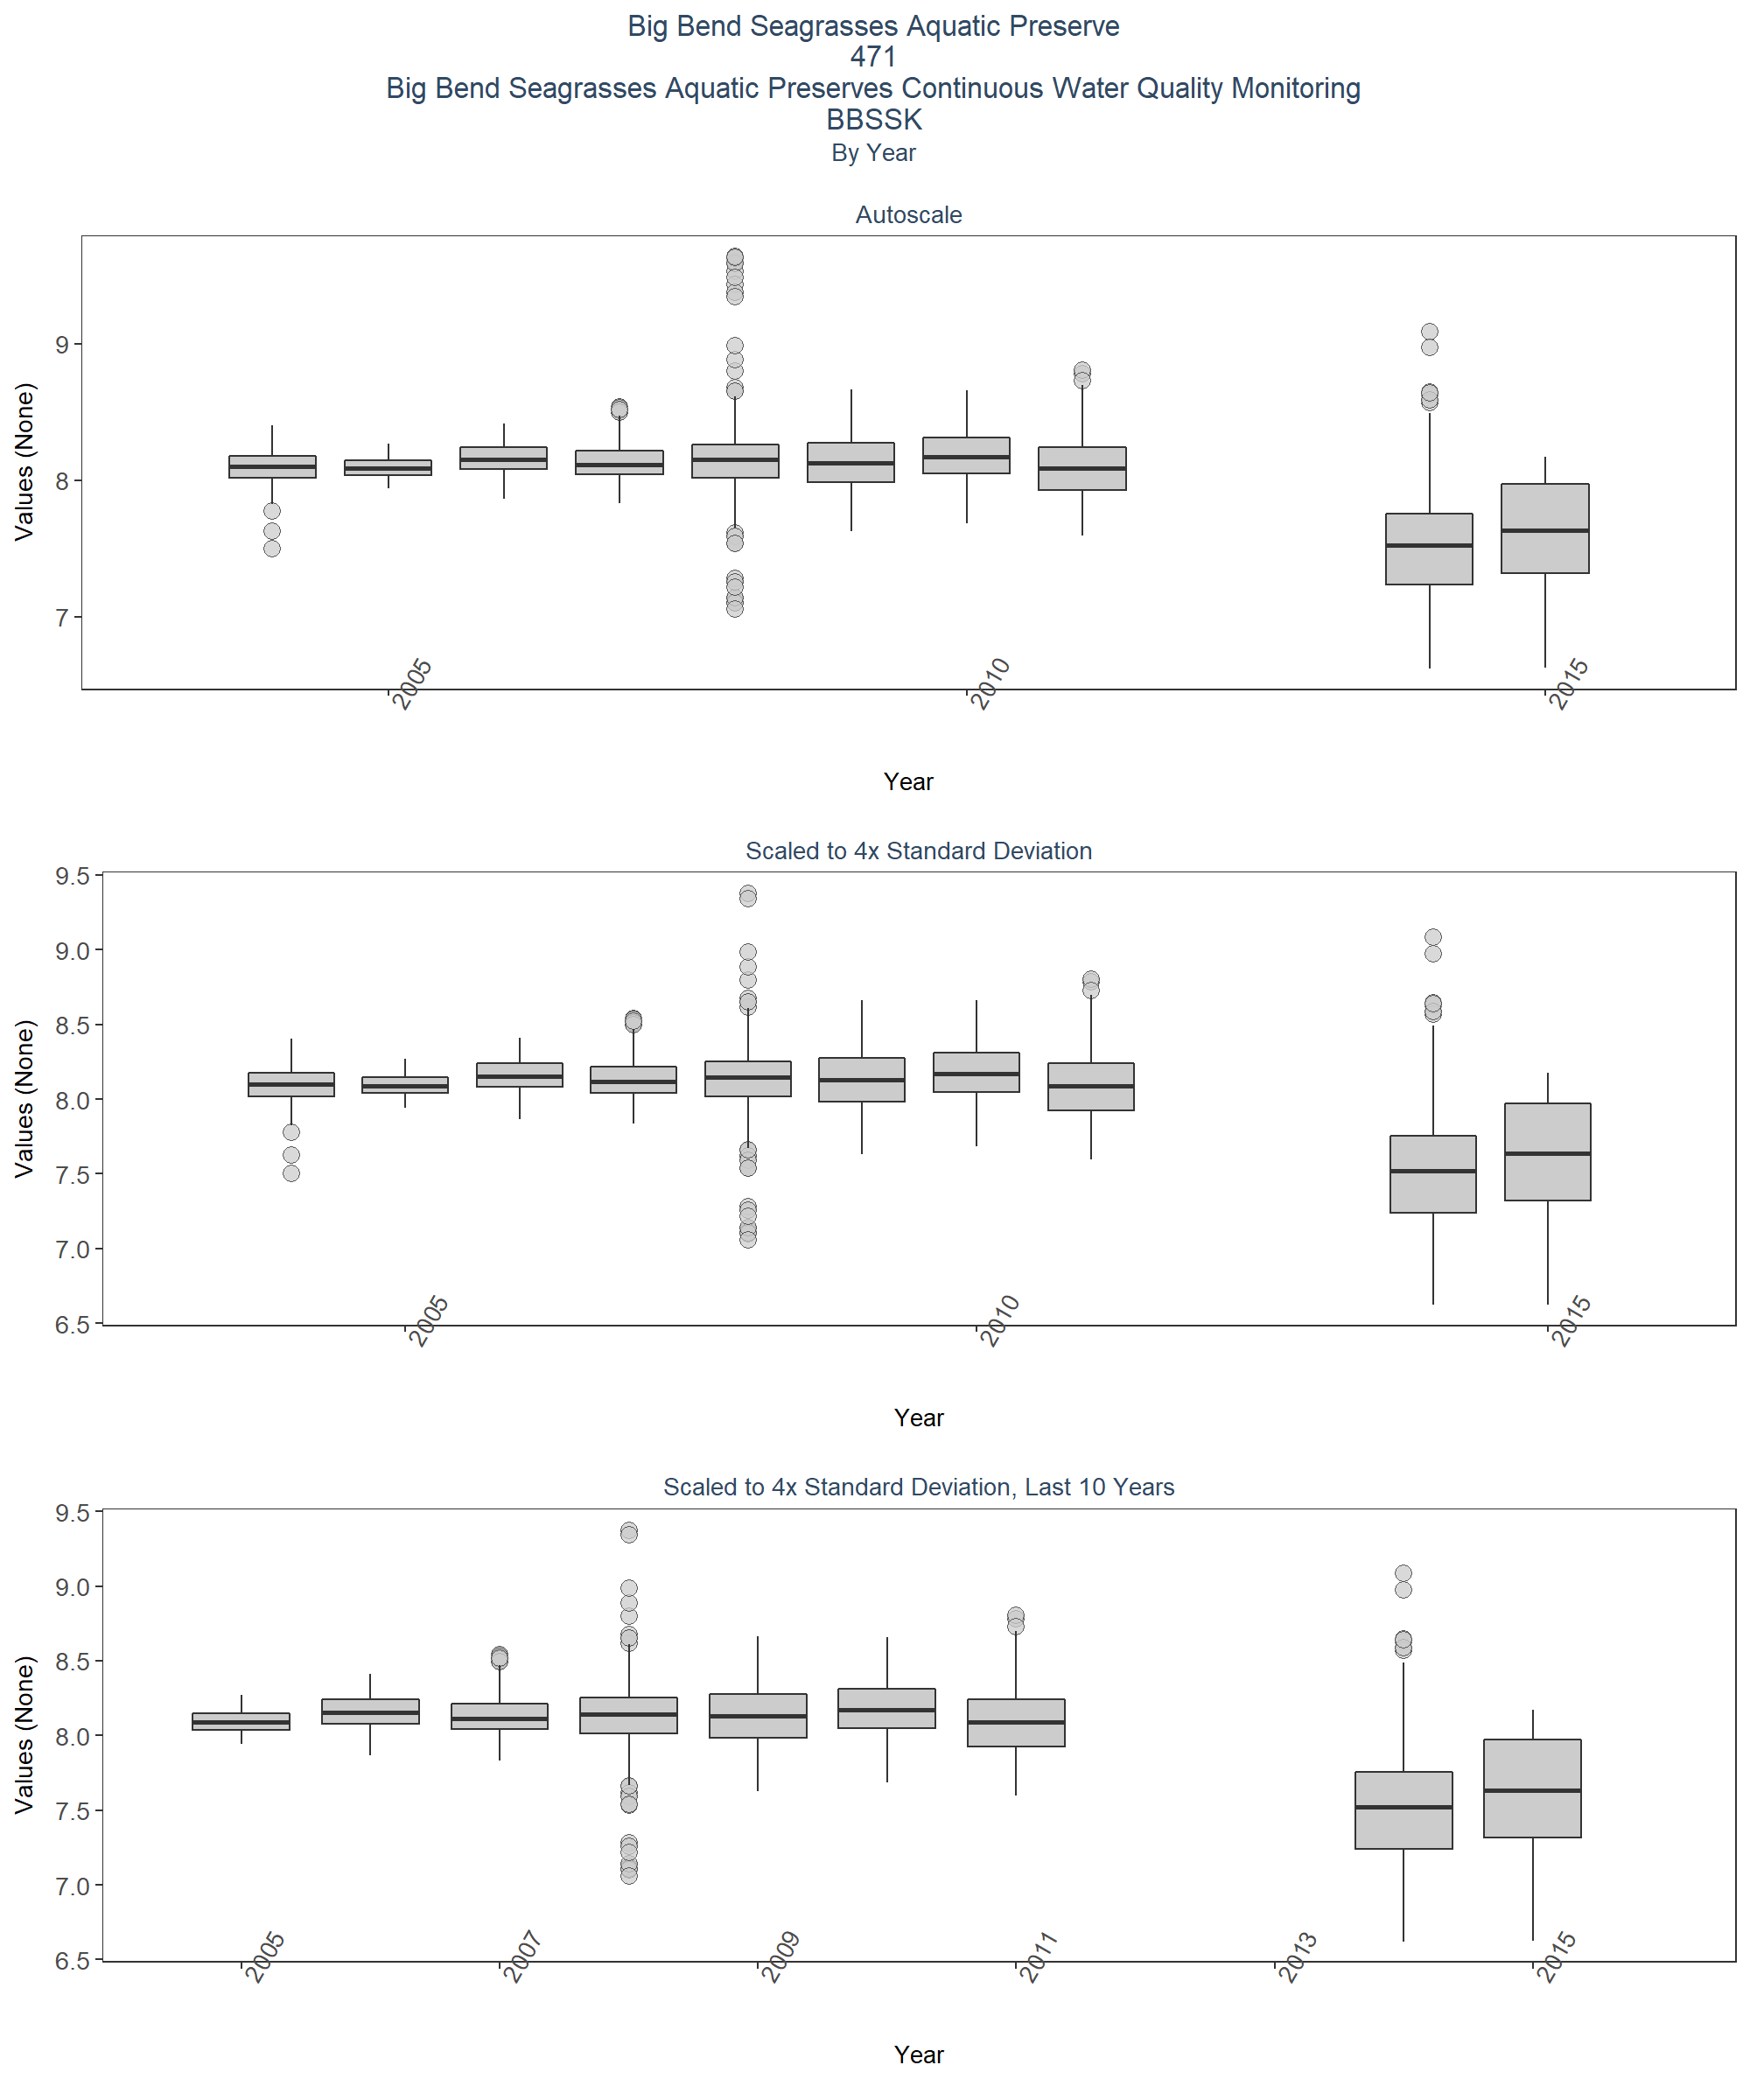 Big Bend Seagrasses Aquatic Preserve
471
Big Bend Seagrasses Aquatic Preserves Continuous Water Quality Monitoring
BBSSK
By Year
Autoscale
Values (None)
9
8
7
2005
2010
2015
Year
Scaled to 4x Standard Deviation
Values (None)
9.5
9.0
8.5
8.0
7.5
7.0
6.5
2005
2010
2015
Year
Scaled to 4x Standard Deviation, Last 10 Years
Values (None)
9.5
9.0
8.5
8.0
7.5
7.0
6.5
2005
2007
2009
2011
2013
2015
Year